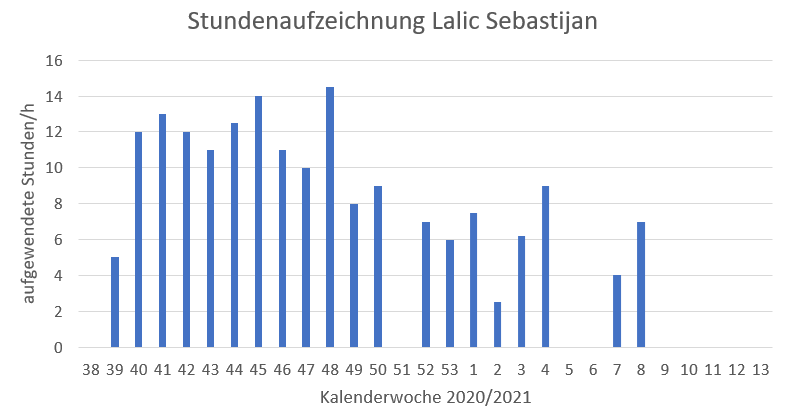 Stundenaufzeichnung Lalic Sebastijan
16
14
12
10
8
6
4
2
0
aufgewendete Stunden/h
38 39 40 41 42 43 44 45 46 47 48 49 50 51 52 53 1 2 3 4 5 6 7 8 9 10 11 12 13
Kalenderwoche 2020/2021